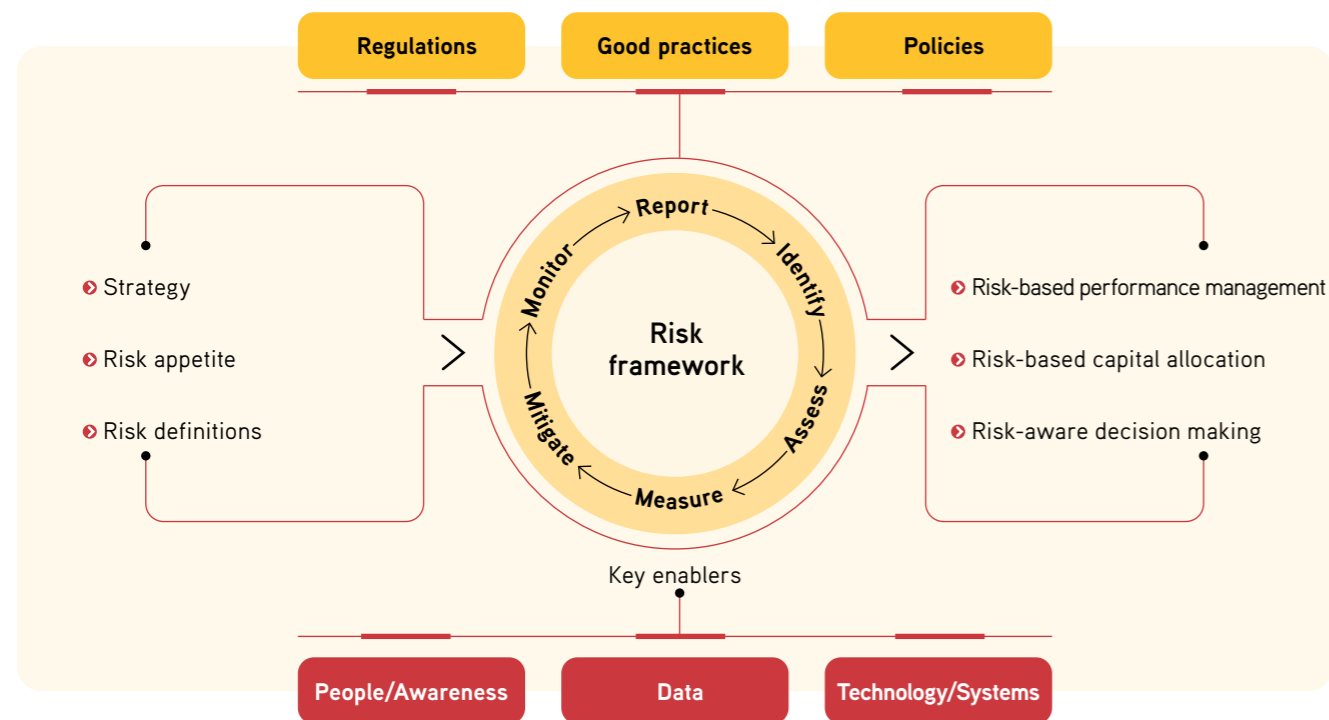 Regulations
Good practices
Policies
Strategy
Risk appetite
Risk definitions
Report
Identify
Assess
Measure
Mitigate
Monitor
Risk
framework
Risk-based performance management
Risk-based capital allocation
Risk-aware decision making
Key enablers
People/Awareness
Data
Technology/Systems